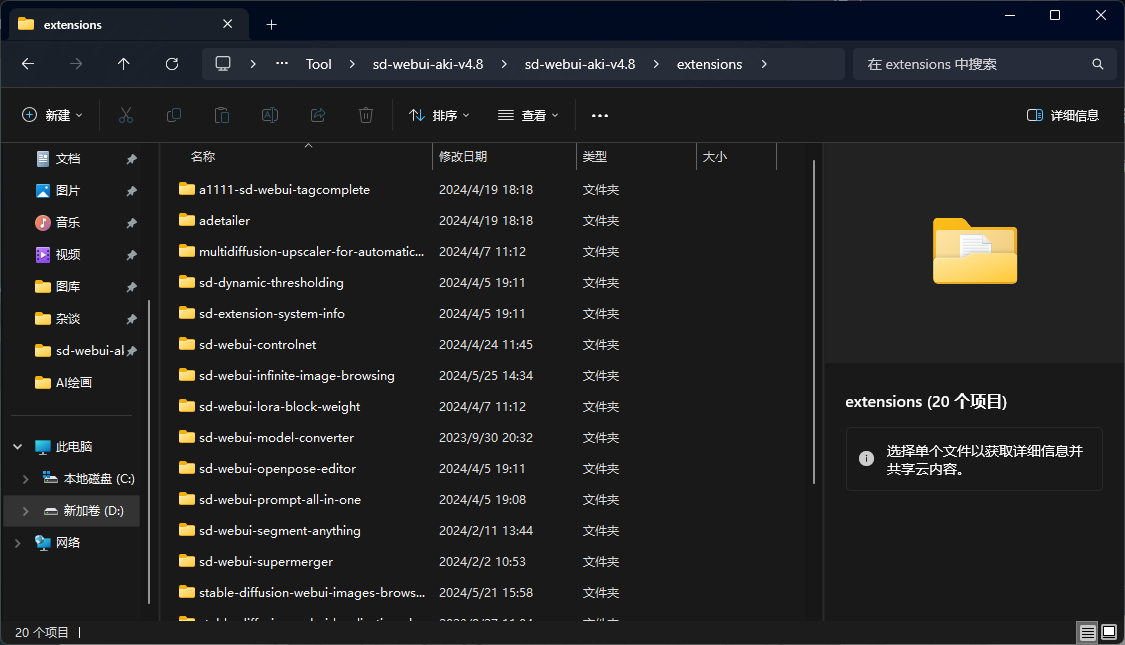 extensions
Tool
sd-webui-aki-v4.8
sd-webui-aki-v4.8
extensions
在 extensions 中搜索
新建
排序
查看
详细信息
文档
图片
音乐
视频
图库
杂谈
sd-webui-al
AI绘画
此电脑
本地磁盘 (C:)
新加卷 (D:)
网络
名称 修改日期 类型 大小
a1111-sd-webui-tagcomplete 2024/4/19 18:18 文件夹
adetailer 2024/4/19 18:18 文件夹
multidiffusion-upscaler-for-automatic... 2024/4/7 11:12 文件夹
sd-dynamic-thresholding 2024/4/5 19:11 文件夹
sd-extension-system-info 2024/4/5 19:11 文件夹
sd-webui-controlnet 2024/4/24 11:45 文件夹
sd-webui-infinite-image-browsing 2024/5/25 14:34 文件夹
sd-webui-lora-block-weight 2024/4/7 11:12 文件夹
sd-webui-model-converter 2023/9/30 20:32 文件夹
sd-webui-openpose-editor 2024/4/5 19:11 文件夹
sd-webui-prompt-all-in-one 2024/4/5 19:08 文件夹
sd-webui-segment-anything 2024/2/11 13:44 文件夹
sd-webui-supermerger 2024/2/2 10:53 文件夹
stable-diffusion-webui-images-brows... 2024/5/21 15:58 文件夹
extensions (20 个项目)
选择单个文件以获取详细信息并
共享云内容。
20 个项目